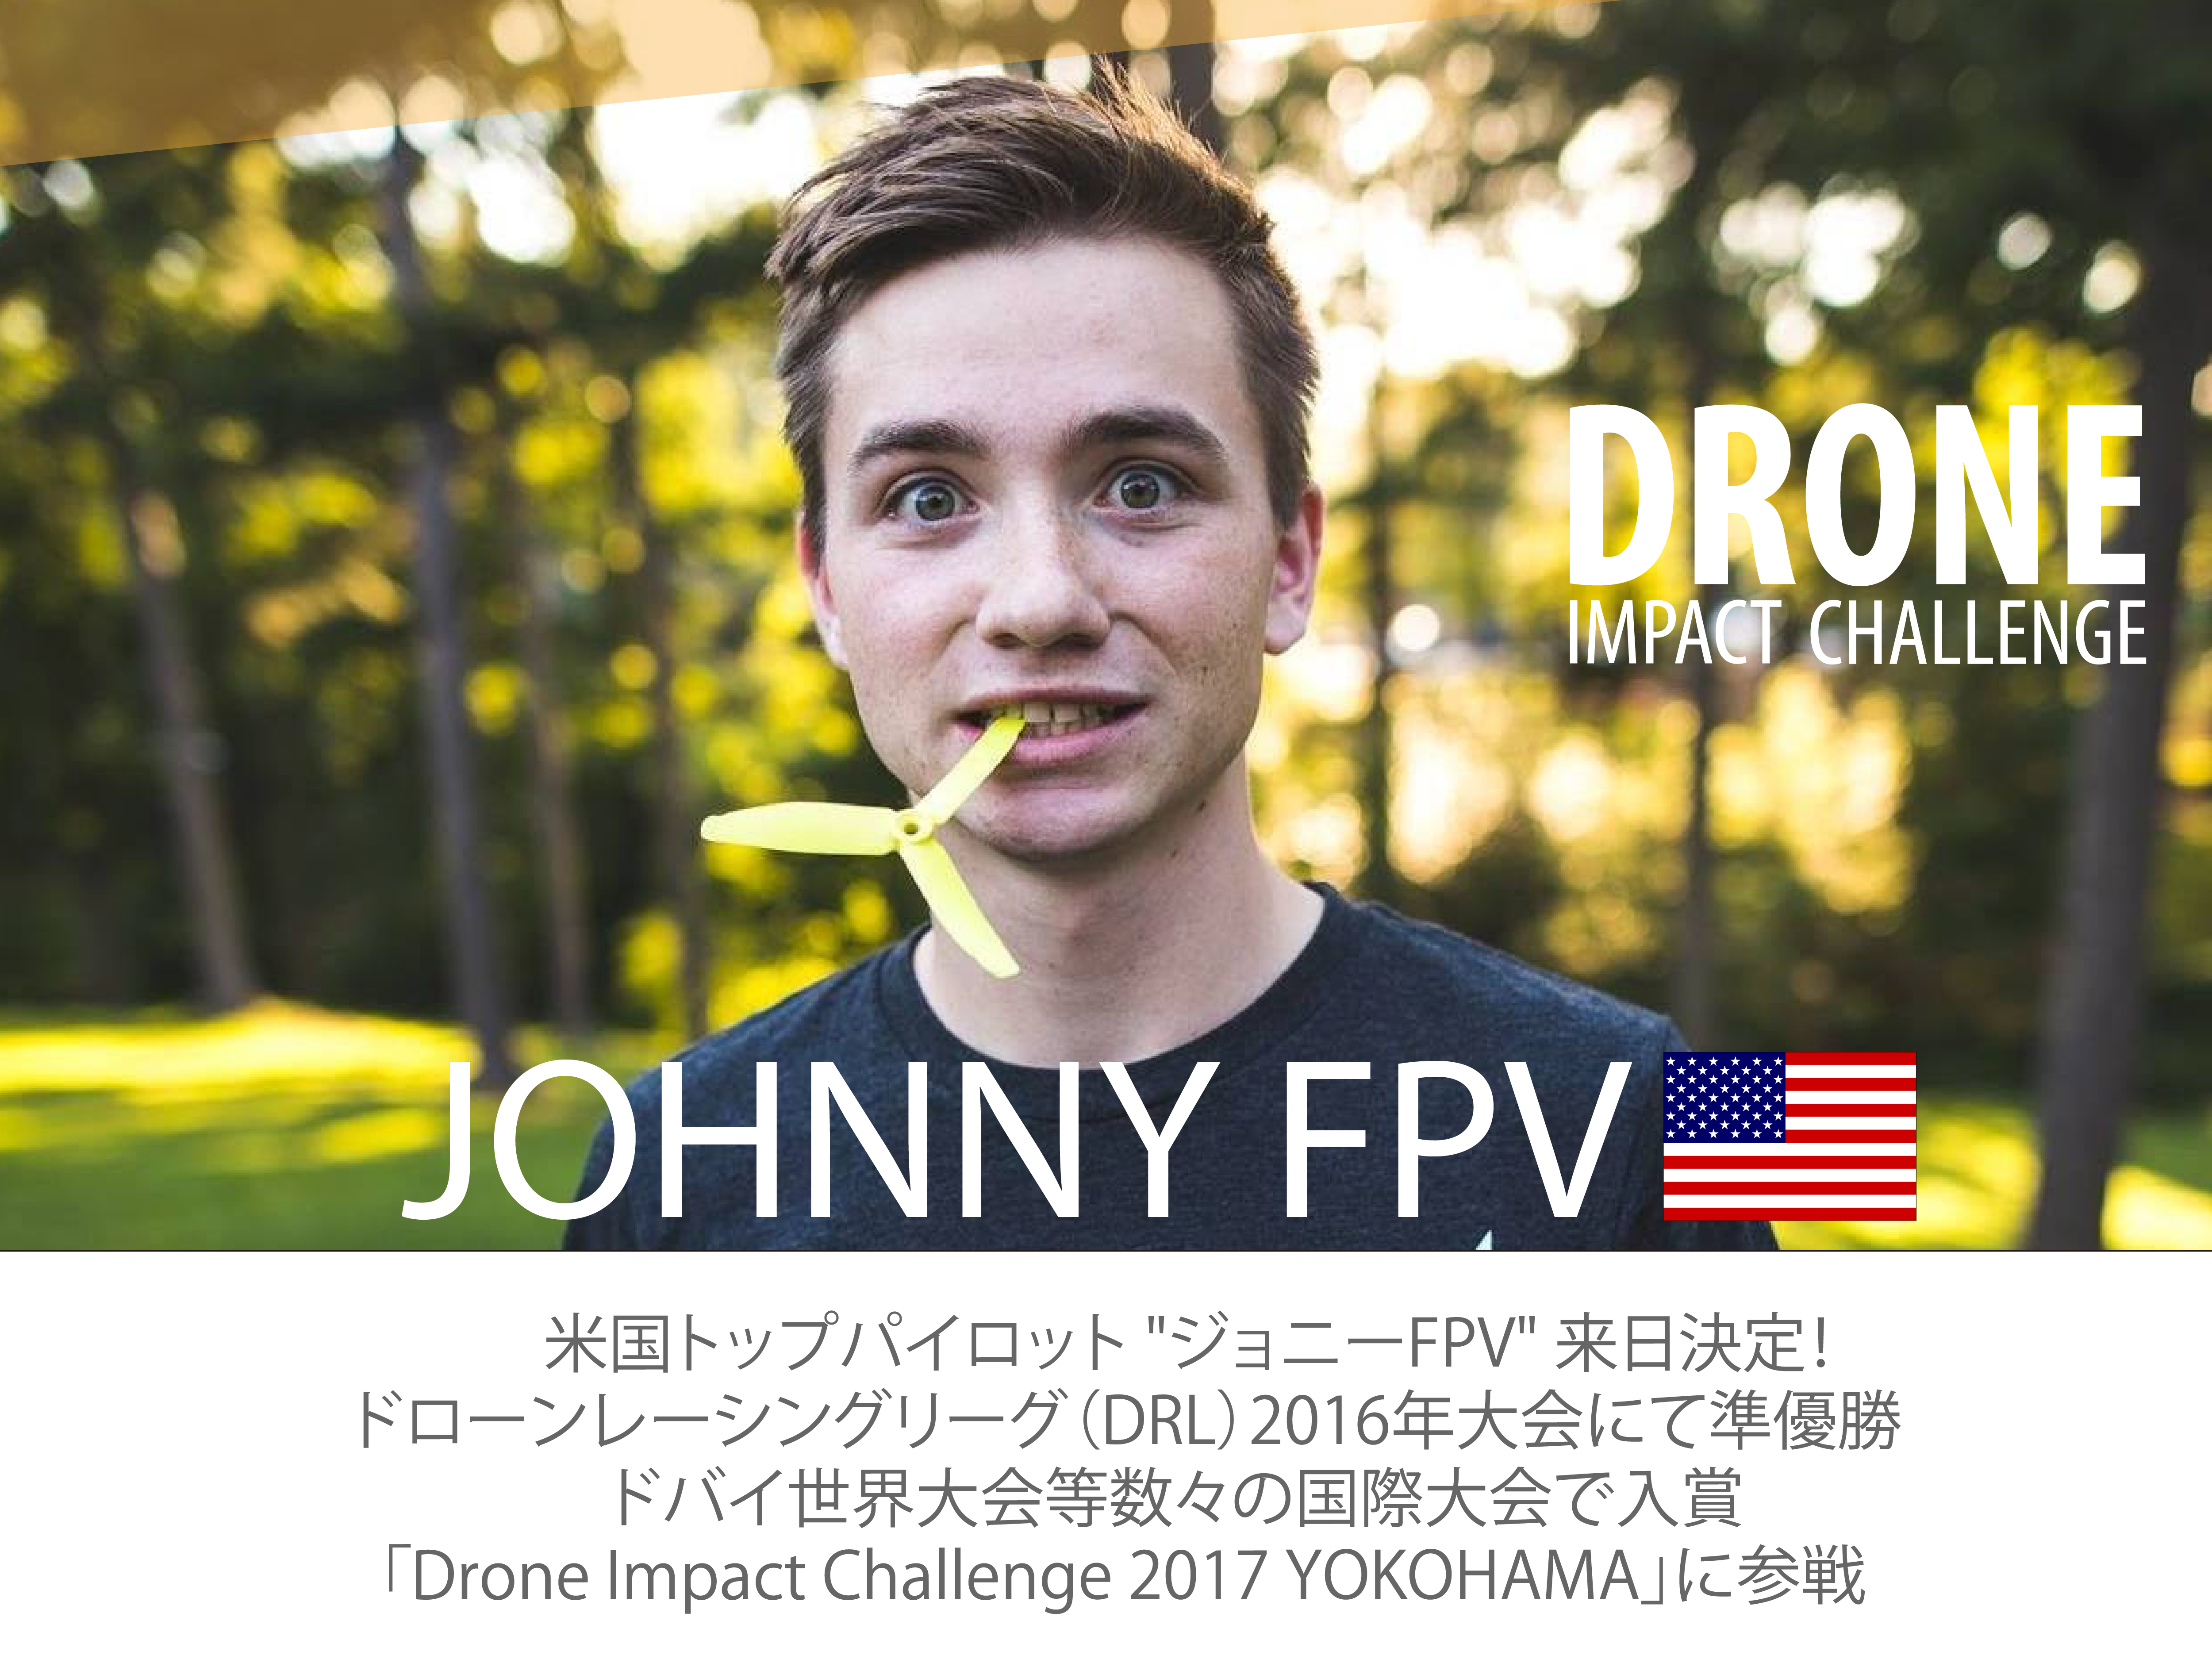 DRONE
IMPACT CHALLENGE
JOHNNY FPV
米国トップパイロット "ジョニーFPV" 来日決定!
ドローンレーシングリーグ(DRL)2016年大会にて準優勝
ドバイ世界大会等数々の国際大会で入賞
「Drone Impact Challenge 2017 YOKOHAMA」に参戦